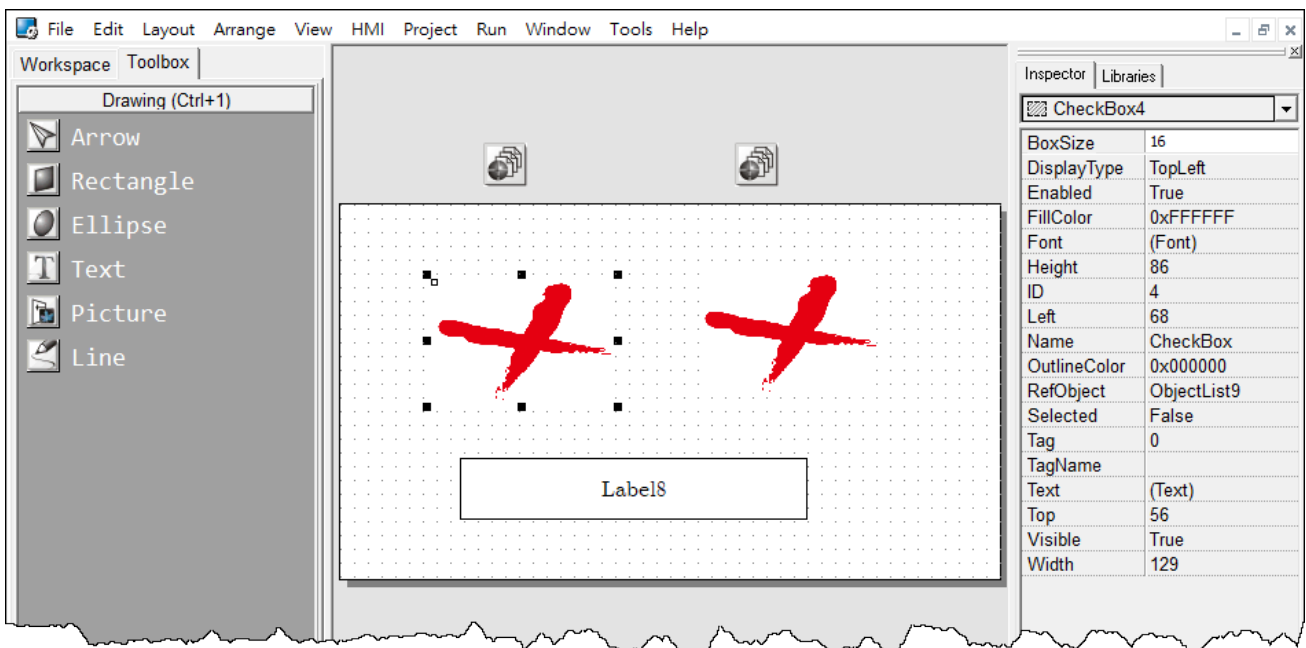 File Edit Layout Arrange View HMI Project Run Window Tools Help
Workspace Toolbox
Drawing (Ctrl+1)
Arrow
Rectangle
Ellipse
Text
Picture
Line
Label8
Inspector Libraries
CheckBox4
BoxSize 16
DisplayType TopLeft
Enabled True
FillColor 0xFFFFFF
Font (Font)
Height 86
ID 4
Left 68
Name CheckBox
OutlineColor 0x000000
RefObject ObjectList9
Selected False
Tag 0
TagName
Text (Text)
Top 56
Visible True
Width 129